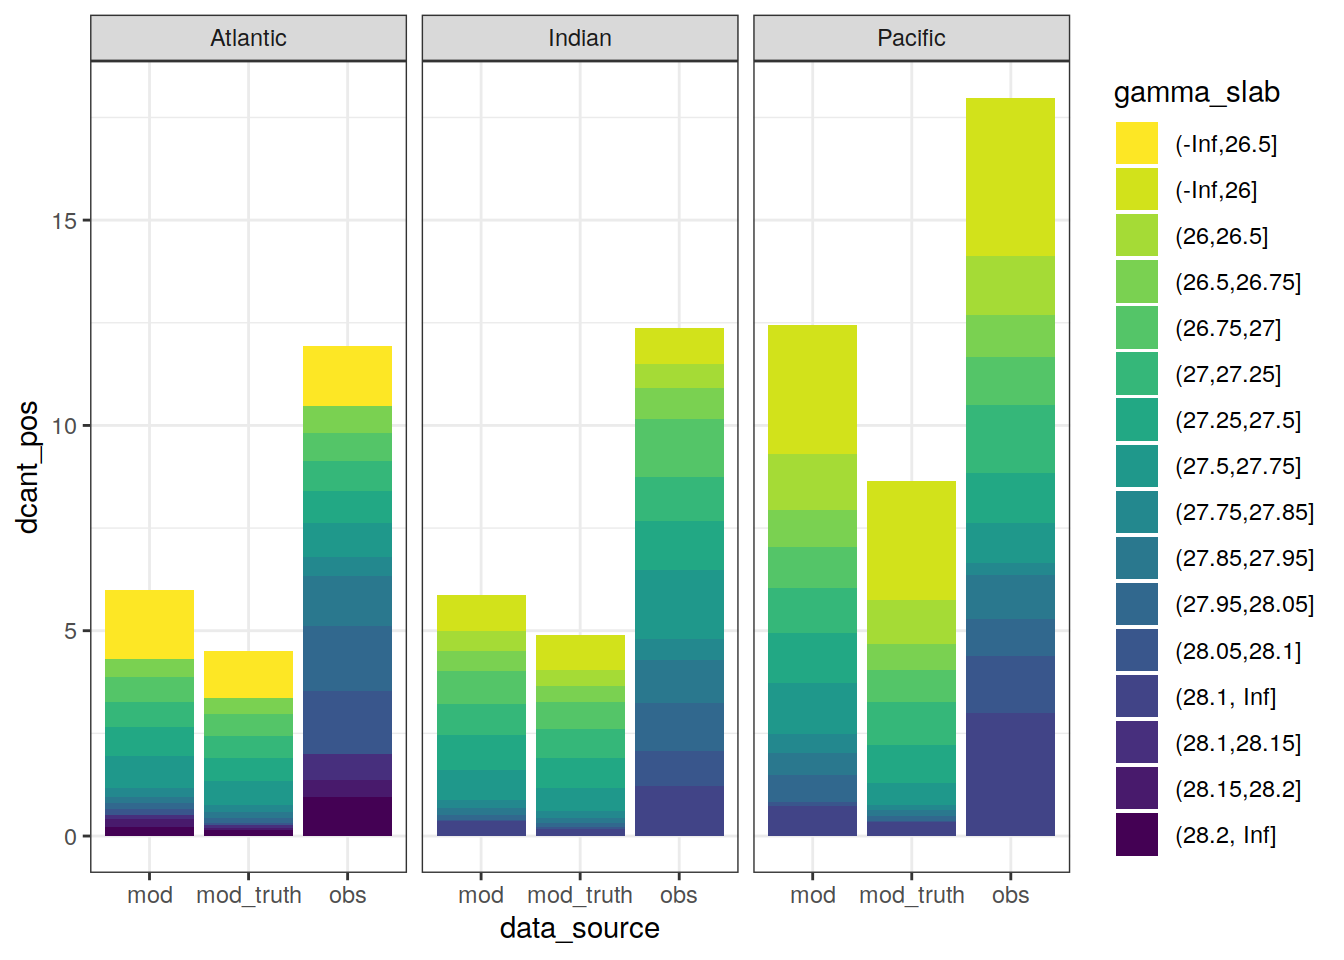 Atlantic
Indian
Pacific
dcant_pos
15
10
5
0
mod
mod_truth
obs
mod
mod_truth
obs
mod
mod_truth
obs
data_source
gamma_slab
(-Inf,26.5]
(-Inf,26]
(26,26.5]
(26.5,26.75]
(26.75,27]
(27,27.25]
(27.25,27.5]
(27.5,27.75]
(27.75,27.85]
(27.85,27.95]
(27.95,28.05]
(28.05,28.1]
(28.1, Inf]
(28.1,28.15]
(28.15,28.2]
(28.2, Inf]